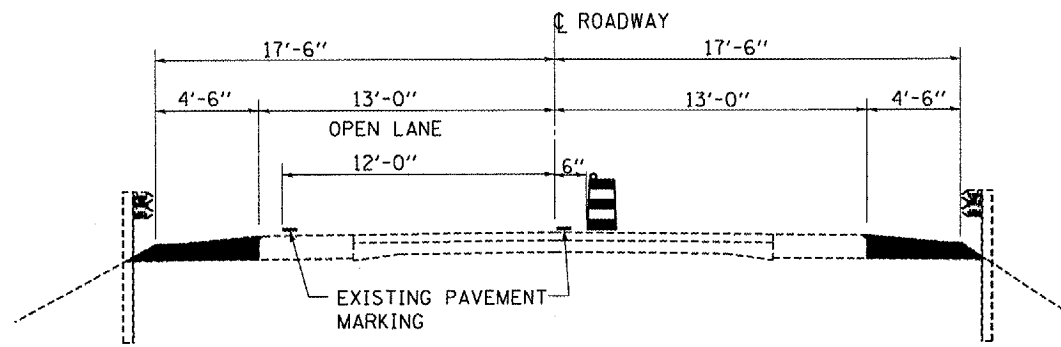 ℄ ROADWAY
17'-6" 17'-6"
4'-6" 13'-0" 13'-0" 4'-6"
OPEN LANE
12'-0" 6"
EXISTING PAVEMENT
MARKING